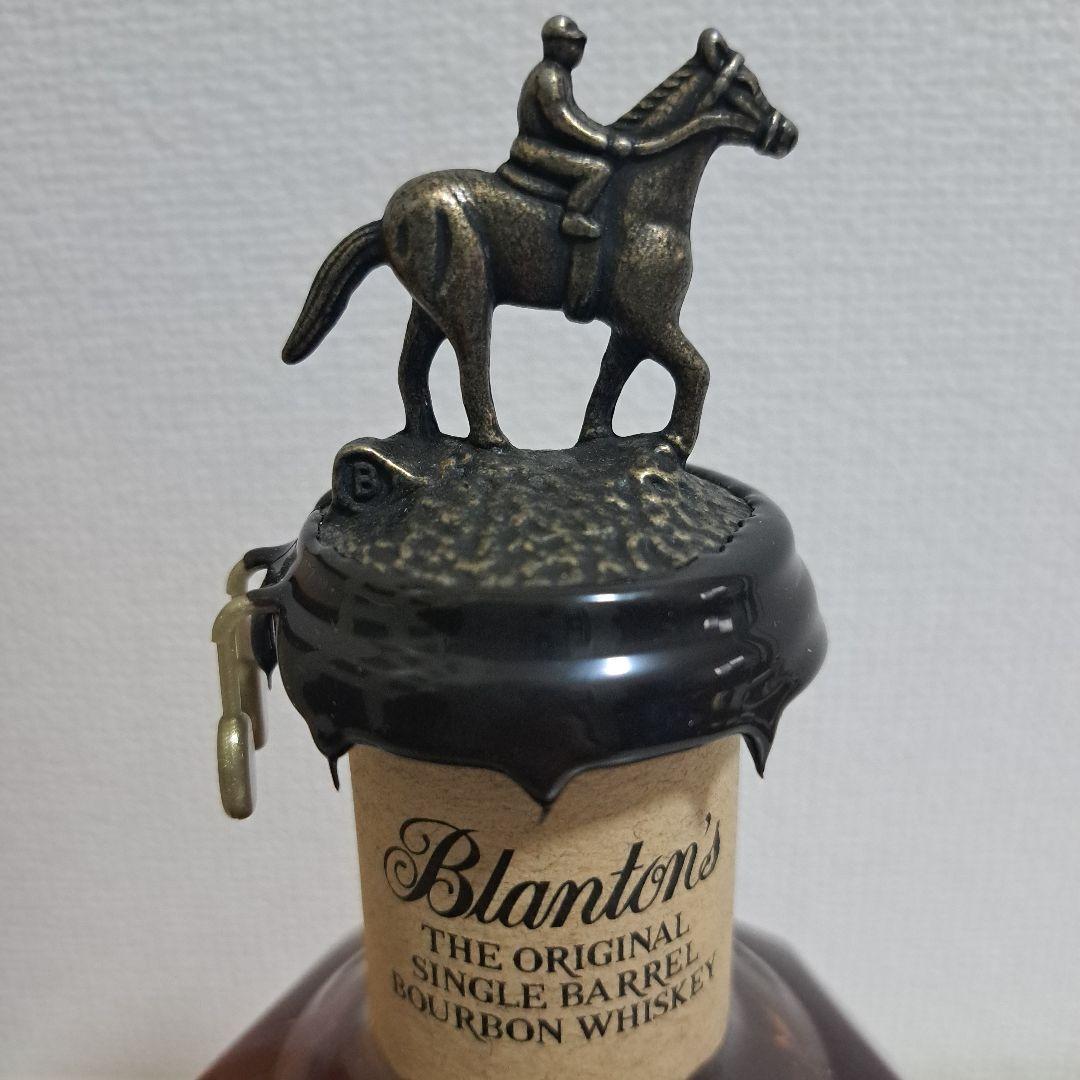 B
Blanton's
THE ORIGINAL
SINGLE BARREL
BOURBON WHISKEY